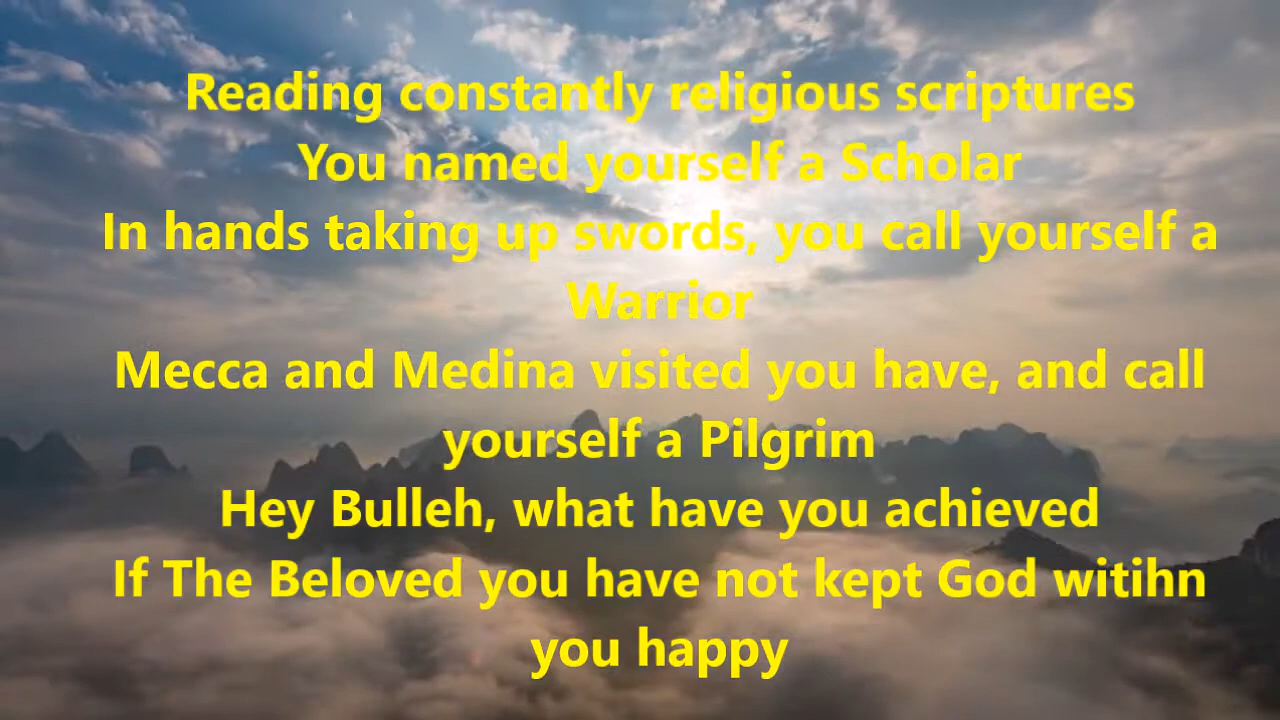 Reading constantly religious scriptures
You named yourself a Scholar
In hands taking up swords, you call yourself a
Warrior
Mecca and Medina visited you have, and call
yourself a Pilgrim
Hey Bulleh, what have you achieved
If The Beloved you have not kept God witihn
you happy